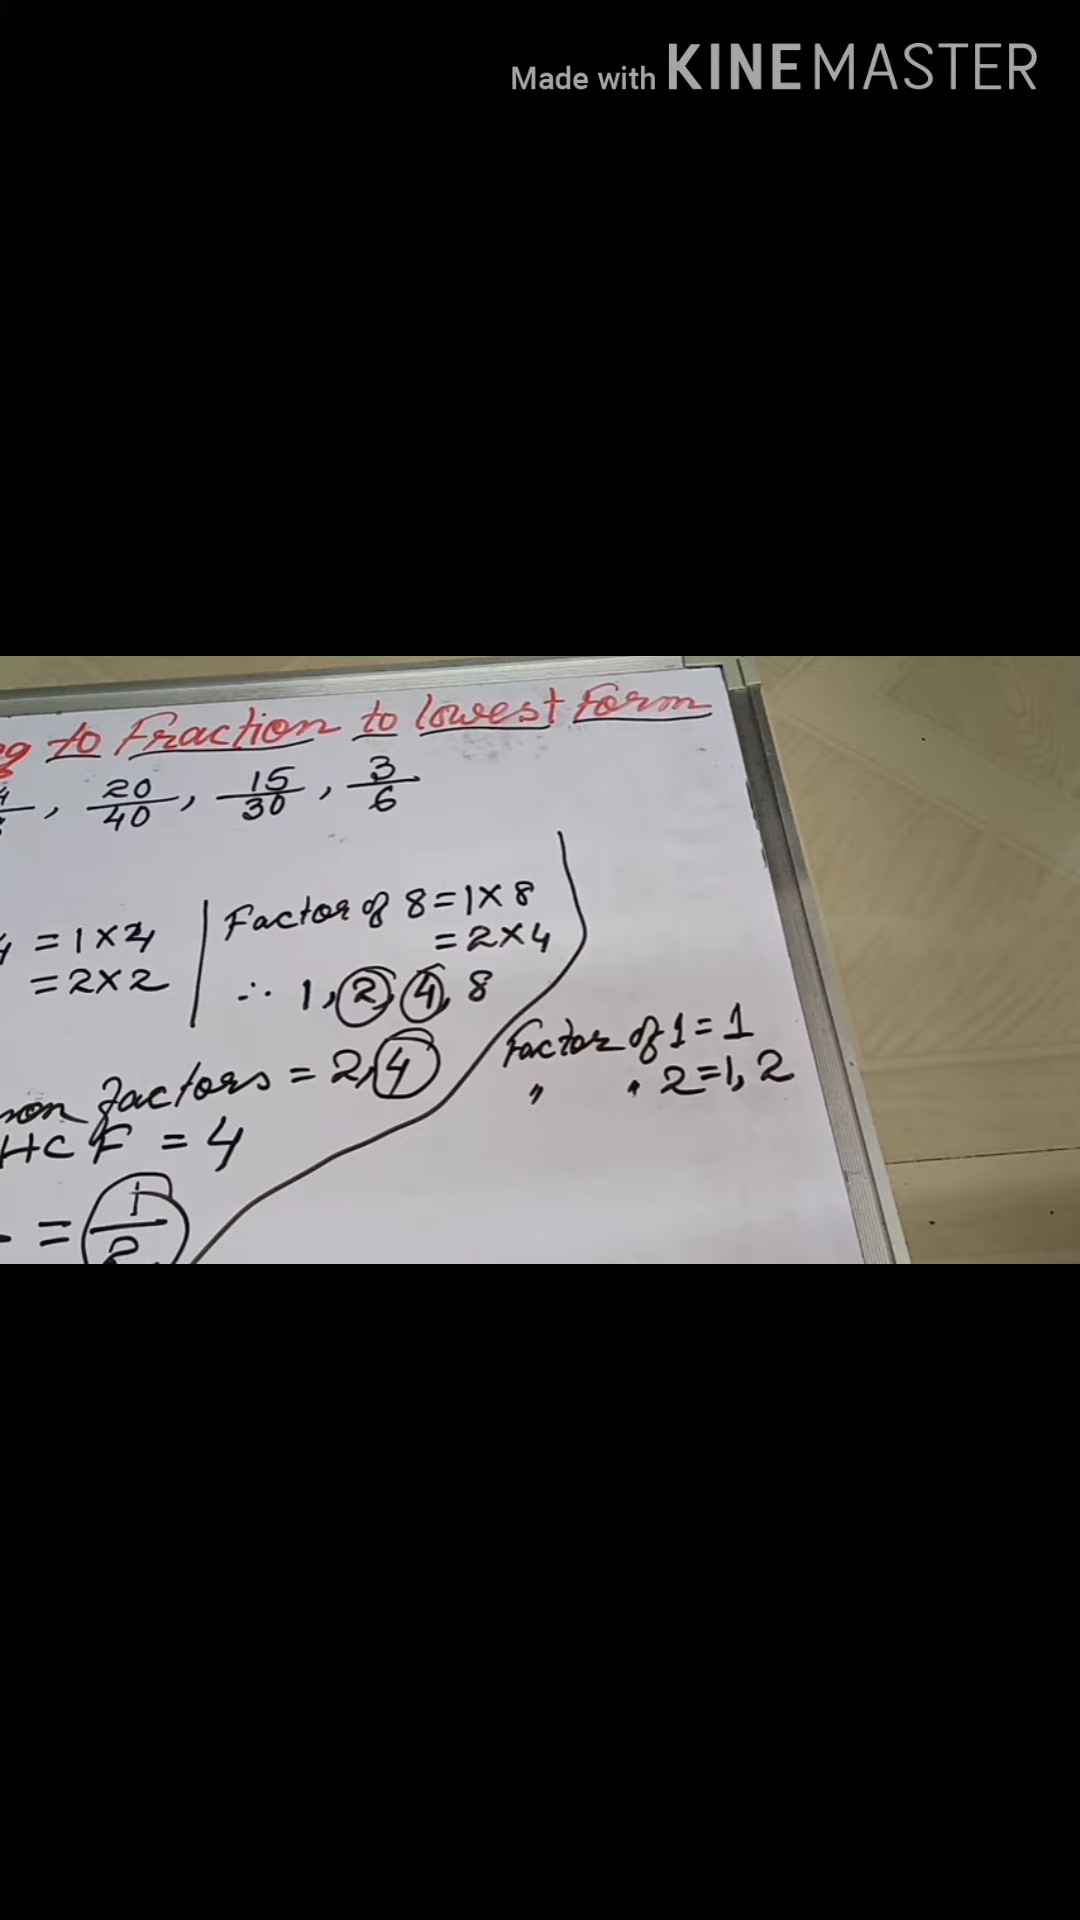 Made with KINEMASTER
to Fraction to lowest Form
20/40, 15/30, 3/6
= 1 × 4
= 2 × 2
Factor of 8 = 1 × 8
= 2 × 4
∴ 1, 2, 4, 8
factors = 2, 4
HCF = 4
= 1/2
Factor of 1 = 1
" " 2 = 1, 2